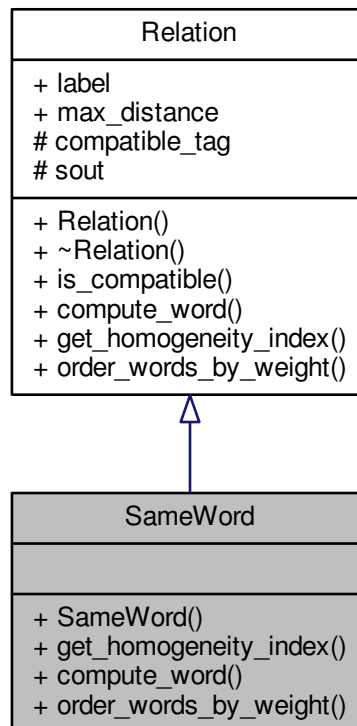 Relation
+ label
+ max_distance
# compatible_tag
# sout
+ Relation()
+ ~Relation()
+ is_compatible()
+ compute_word()
+ get_homogeneity_index()
+ order_words_by_weight()
SameWord
+ SameWord()
+ get_homogeneity_index()
+ compute_word()
+ order_words_by_weight()